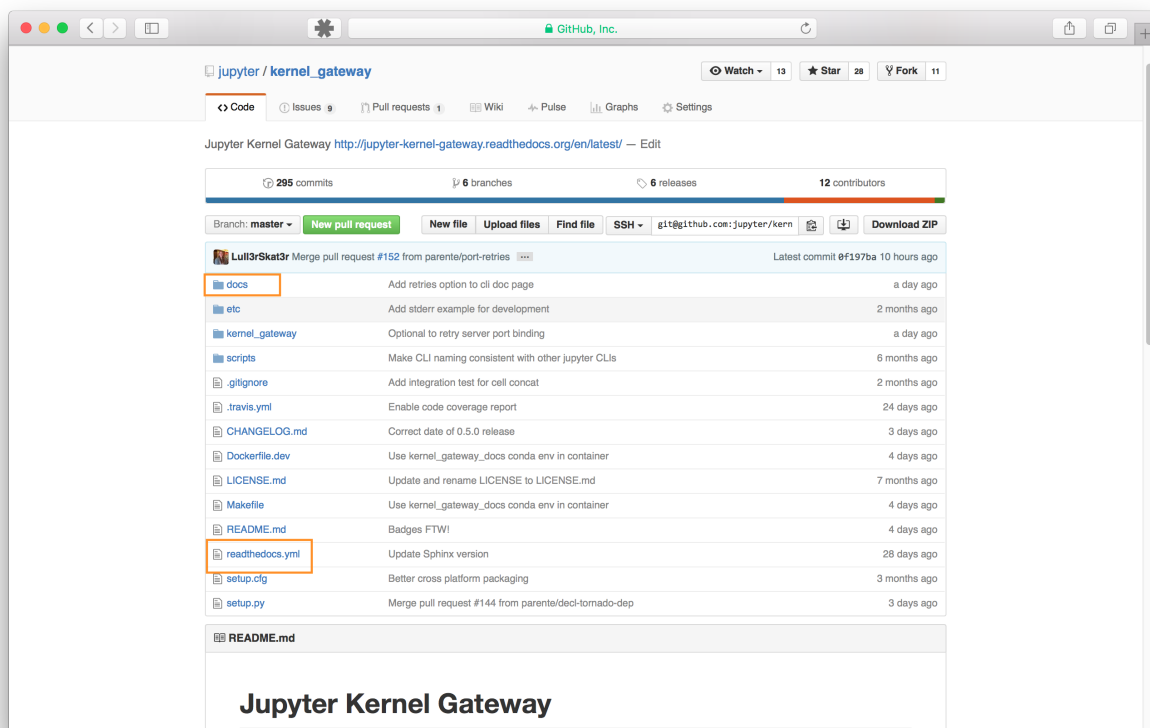 GitHub, Inc.
jupyter / kernel_gateway
Watch 13 Star 28 Fork 11
Code Issues 9 Pull requests 1 Wiki Pulse Graphs Settings
Jupyter Kernel Gateway http://jupyter-kernel-gateway.readthedocs.org/en/latest/ — Edit
295 commits 6 branches 6 releases 12 contributors
Branch: master New pull request New file Upload files Find file SSH git@github.com:jupyter/kern Download ZIP
Lull3rSkat3r Merge pull request #152 from parente/port-retries ... Latest commit 0f197ba 10 hours ago
docs Add retries option to cli doc page a day ago
etc Add stderr example for development 2 months ago
kernel_gateway Optional to retry server port binding a day ago
scripts Make CLI naming consistent with other jupyter CLIs 6 months ago
.gitignore Add integration test for cell concat 2 months ago
.travis.yml Enable code coverage report 24 days ago
CHANGELOG.md Correct date of 0.5.0 release 3 days ago
Dockerfile.dev Use kernel_gateway_docs conda env in container 4 days ago
LICENSE.md Update and rename LICENSE to LICENSE.md 7 months ago
Makefile Use kernel_gateway_docs conda env in container 4 days ago
README.md Badges FTW! 4 days ago
readthedocs.yml Update Sphinx version 28 days ago
setup.cfg Better cross platform packaging 3 months ago
setup.py Merge pull request #144 from parente/decl-tornado-dep 3 days ago
README.md
Jupyter Kernel Gateway